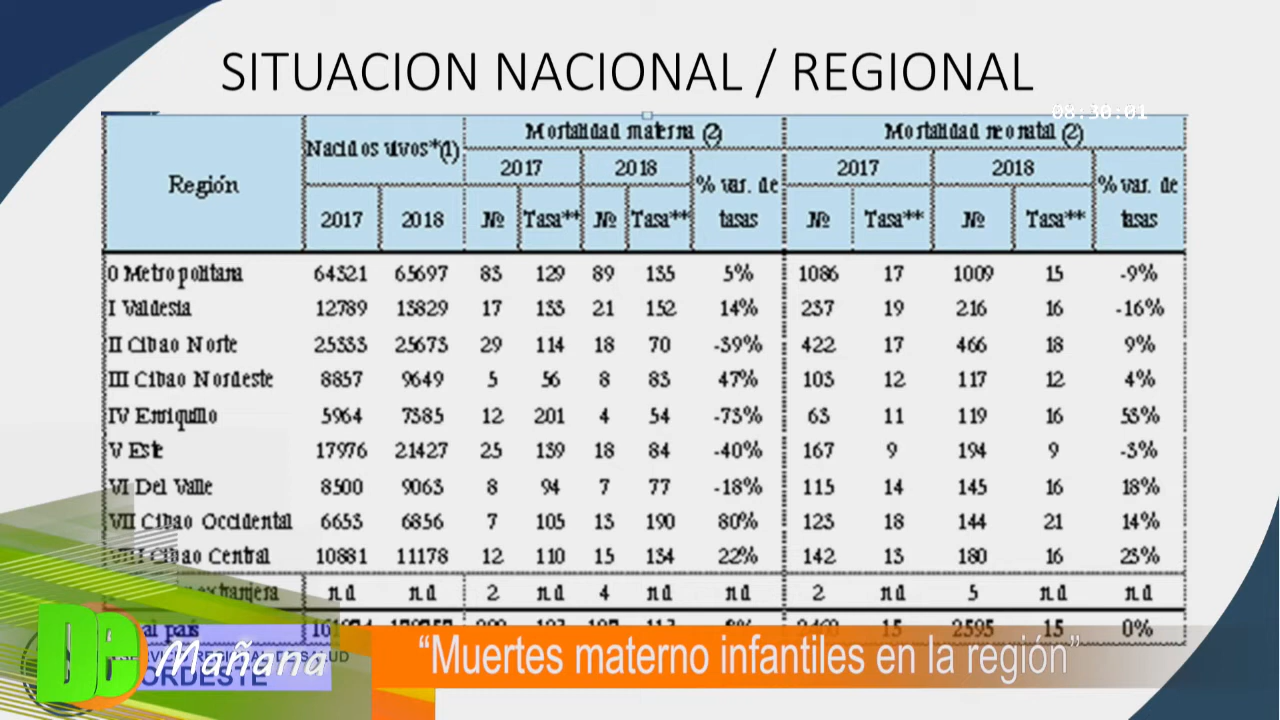 SITUACION NACIONAL / REGIONAL
08:30:01
Región Nacidos vivos*(1) Mortalidad materna (2) Mortalidad neonatal (2)
2017 2018 % var. de tasas 2017 2018 % var. de tasas
2017 2018 Nº Tasa** Nº Tasa** Nº Tasa** Nº Tasa**
0 Metropolitana 64321 65697 83 129 89 135 5% 1086 17 1009 15 -9%
I Valdesia 12789 13829 17 133 21 152 14% 237 19 216 16 -16%
II Cibao Norte 25333 25673 29 114 18 70 -39% 422 17 466 18 9%
III Cibao Nordeste 8857 9649 5 56 8 83 47% 103 12 117 12 4%
IV Enriquillo 5964 7385 12 201 4 54 -73% 63 11 119 16 53%
V Este 17976 21427 25 139 18 84 -40% 167 9 194 9 -3%
VI Del Valle 8500 9063 8 94 7 77 -18% 115 14 145 16 18%
VII Cibao Occidental 6653 6856 7 105 13 190 80% 123 18 144 21 14%
VIII Cibao Central 10881 11178 12 110 15 134 22% 142 13 180 16 23%
n.d n.d 2 n.d 4 n.d n.d 2 n.d 5 n.d n.d
país 15 2595 15 0%
“Muertes materno infantiles en la región”
De Mañana
SALUD